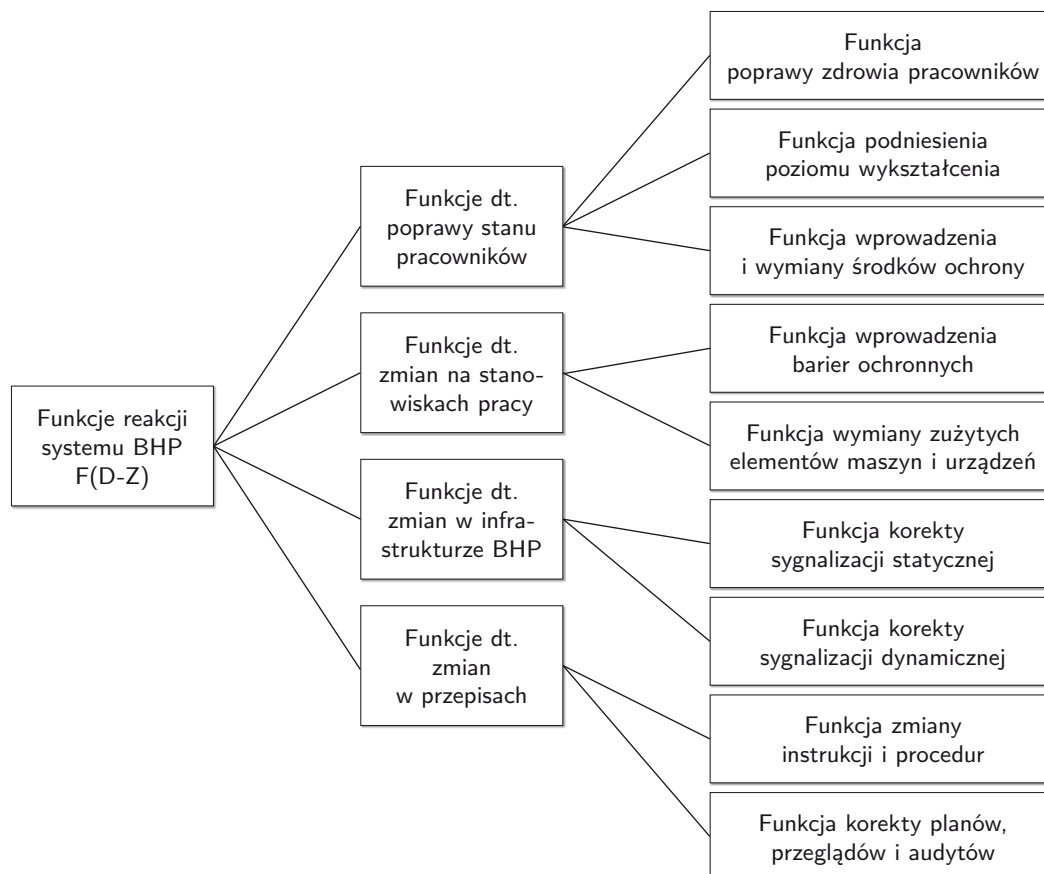 Funkcje reakcji
systemu BHP
F(D-Z)
Funkcje dt.
poprawy stanu
pracowników
Funkcje dt.
zmian na stano-
wiskach pracy
Funkcje dt.
zmian w infra-
strukturze BHP
Funkcje dt.
zmian
w przepisach
Funkcja
poprawy zdrowia pracowników
Funkcja podniesienia
poziomu wykształcenia
Funkcja wprowadzenia
i wymiany środków ochrony
Funkcja wprowadzenia
barier ochronnych
Funkcja wymiany zużytych
elementów maszyn i urządzeń
Funkcja korekty
sygnalizacji statycznej
Funkcja korekty
sygnalizacji dynamicznej
Funkcja zmiany
instrukcji i procedur
Funkcja korekty planów,
przeglądów i audytów